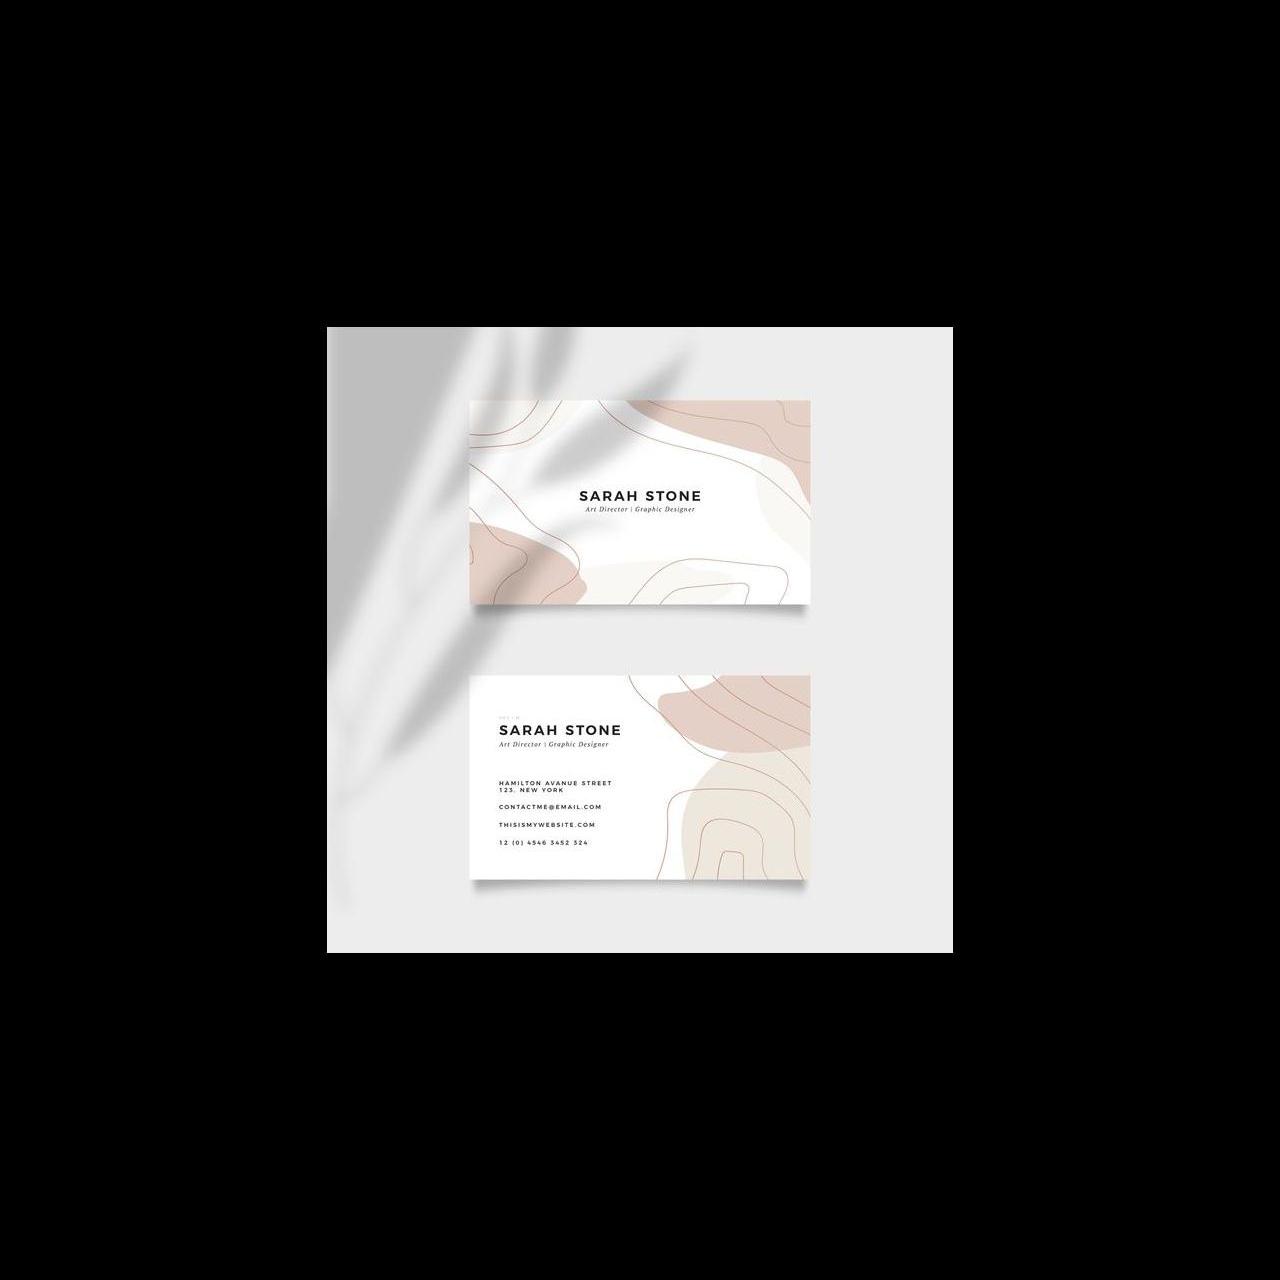 SARAH STONE
Art Director | Graphic Designer
SARAH STONE
Art Director | Graphic Designer
HAMILTON AVANUE STREET
123. NEW YORK
CONTACTME@EMAIL.COM
THISISMYWEBSITE.COM
12 (0) 4546 3452 324